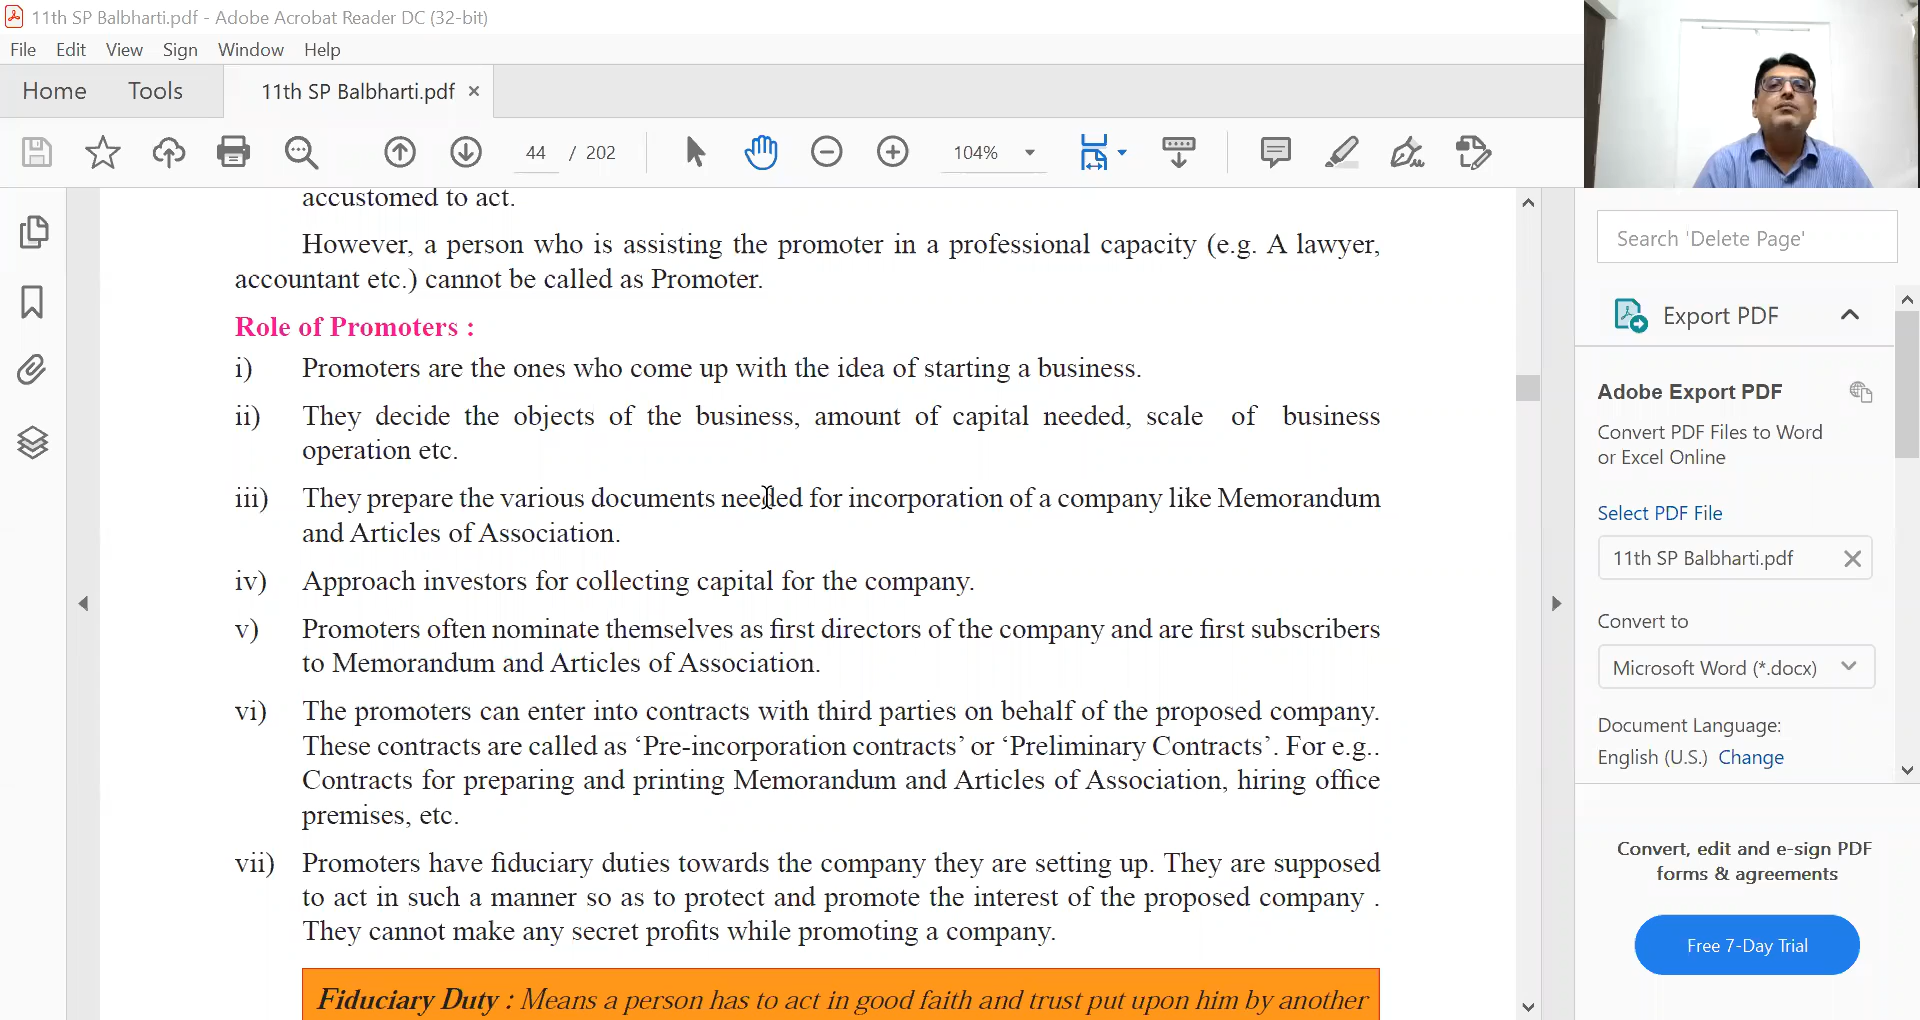 11th SP Balbharti.pdf - Adobe Acrobat Reader DC (32-bit)
File Edit View Sign Window Help
Home Tools 11th SP Balbharti.pdf ×
44 / 202 104%
accustomed to act.
However, a person who is assisting the promoter in a professional capacity (e.g. A lawyer,
accountant etc.) cannot be called as Promoter.
Role of Promoters :
i) Promoters are the ones who come up with the idea of starting a business.
ii) They decide the objects of the business, amount of capital needed, scale of business
operation etc.
iii) They prepare the various documents needed for incorporation of a company like Memorandum
and Articles of Association.
iv) Approach investors for collecting capital for the company.
v) Promoters often nominate themselves as first directors of the company and are first subscribers
to Memorandum and Articles of Association.
vi) The promoters can enter into contracts with third parties on behalf of the proposed company.
These contracts are called as ‘Pre-incorporation contracts’ or ‘Preliminary Contracts’. For e.g..
Contracts for preparing and printing Memorandum and Articles of Association, hiring office
premises, etc.
vii) Promoters have fiduciary duties towards the company they are setting up. They are supposed
to act in such a manner so as to protect and promote the interest of the proposed company .
They cannot make any secret profits while promoting a company.
Fiduciary Duty : Means a person has to act in good faith and trust put upon him by another
Search 'Delete Page'
Export PDF
Adobe Export PDF
Convert PDF Files to Word
or Excel Online
Select PDF File
11th SP Balbharti.pdf
Convert to
Microsoft Word (*.docx)
Document Language:
English (U.S.) Change
Convert, edit and e-sign PDF
forms & agreements
Free 7-Day Trial